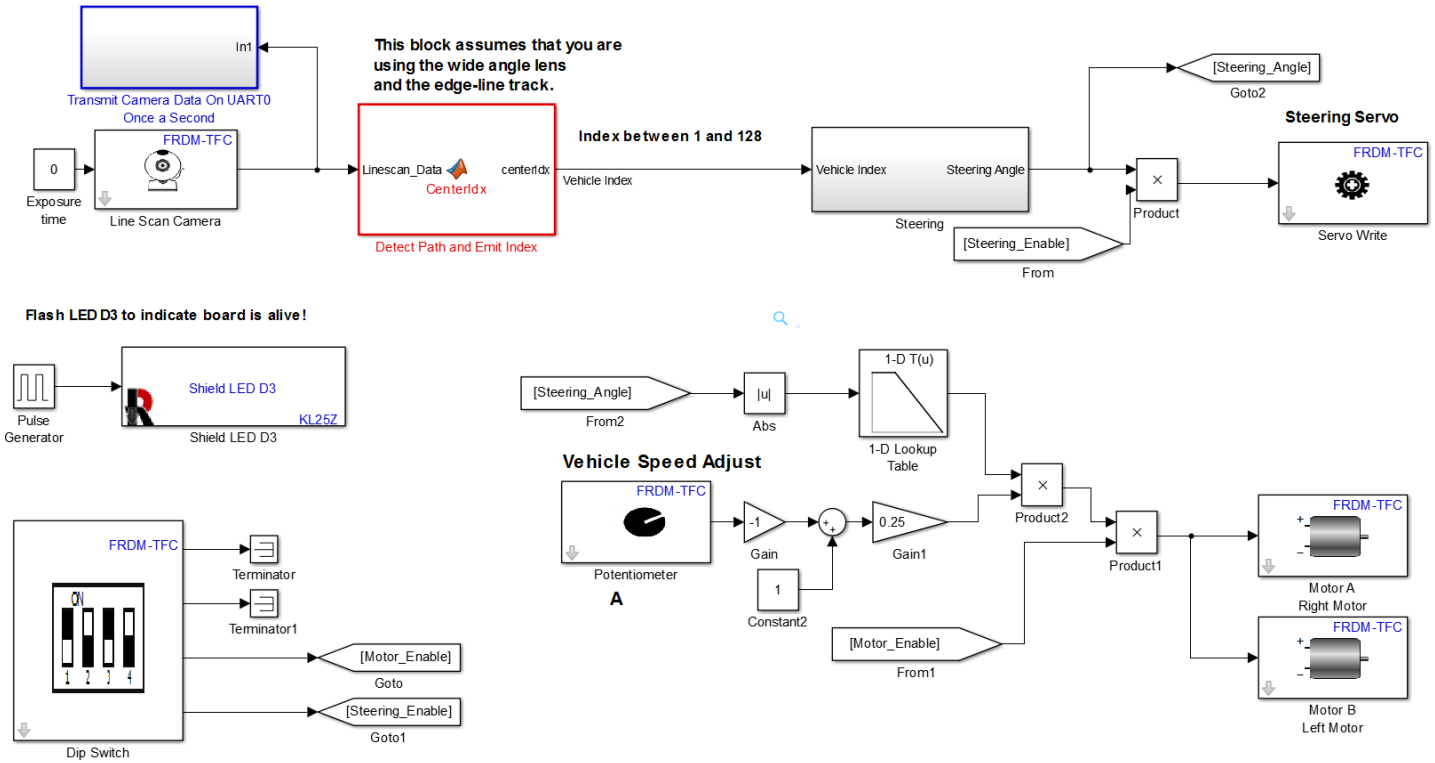 In1
Transmit Camera Data On UART0
Once a Second
This block assumes that you are
using the wide angle lens
and the edge-line track.
0
Exposure
time
FRDM-TFC
Line Scan Camera
Linescan_Data
centerIdx
CenterIdx
Detect Path and Emit Index
Index between 1 and 128
Vehicle Index
Vehicle Index
Steering Angle
Steering
[Steering_Angle]
Goto2
×
Product
[Steering_Enable]
From
Steering Servo
FRDM-TFC
Servo Write
Flash LED D3 to indicate board is alive!
Pulse
Generator
Shield LED D3
KL25Z
Shield LED D3
[Steering_Angle]
From2
|u|
Abs
1-D T(u)
1-D Lookup
Table
Vehicle Speed Adjust
FRDM-TFC
Potentiometer
A
-1
Gain
+
+
1
Constant2
0.25
Gain1
×
Product2
×
Product1
[Motor_Enable]
From1
FRDM-TFC
+
−
Motor A
Right Motor
FRDM-TFC
+
−
Motor B
Left Motor
FRDM-TFC
ON
1 2 3 4
Dip Switch
Terminator
Terminator1
[Motor_Enable]
Goto
[Steering_Enable]
Goto1